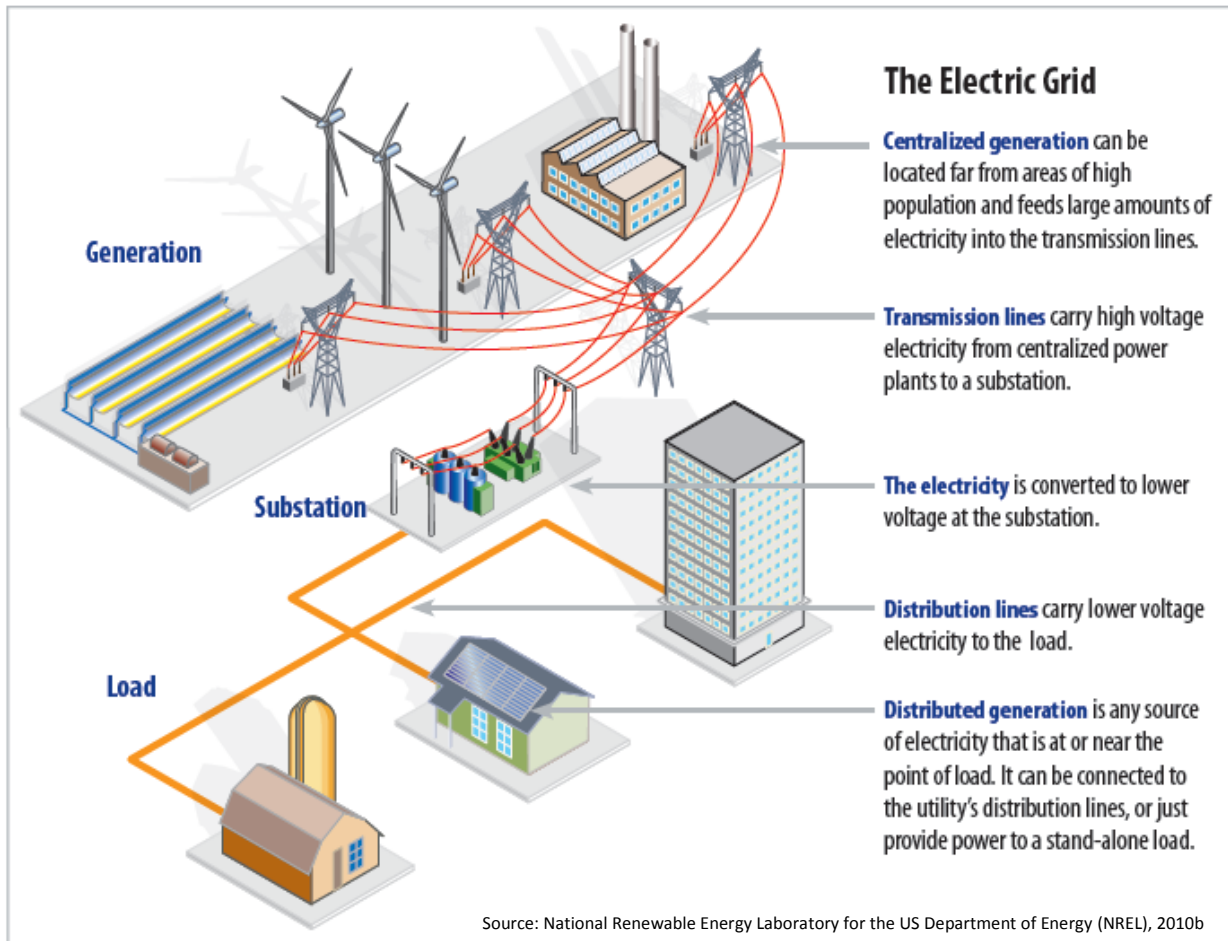 The Electric Grid
Centralized generation can be
located far from areas of high
population and feeds large amounts of
electricity into the transmission lines.
Generation
Transmission lines carry high voltage
electricity from centralized power
plants to a substation.
Substation
The electricity is converted to lower
voltage at the substation.
Distribution lines carry lower voltage
electricity to the load.
Load
Distributed generation is any source
of electricity that is at or near the
point of load. It can be connected to
the utility's distribution lines, or just
provide power to a stand-alone load.
Source: National Renewable Energy Laboratory for the US Department of Energy (NREL), 2010b